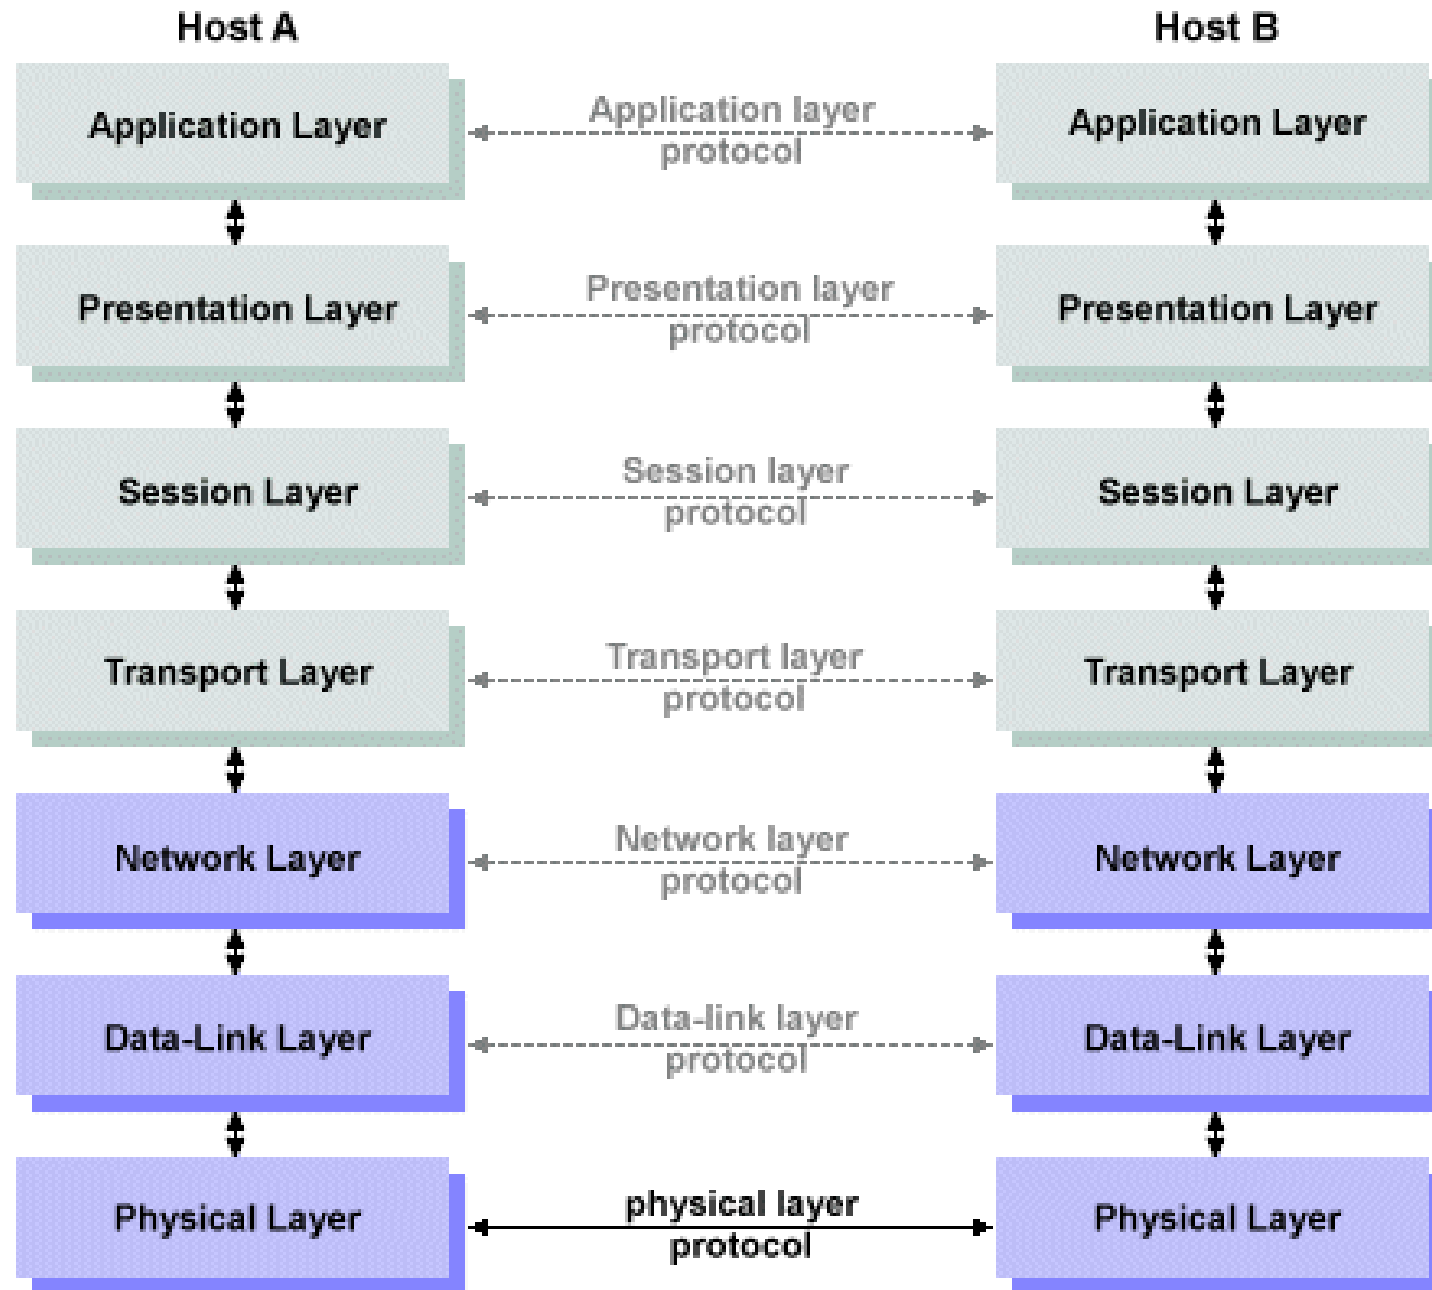 Host A
Host B
Application Layer
Application layer
protocol
Application Layer
Presentation Layer
Presentation layer
protocol
Presentation Layer
Session Layer
Session layer
protocol
Session Layer
Transport Layer
Transport layer
protocol
Transport Layer
Network Layer
Network layer
protocol
Network Layer
Data-Link Layer
Data-link layer
protocol
Data-Link Layer
Physical Layer
physical layer
protocol
Physical Layer